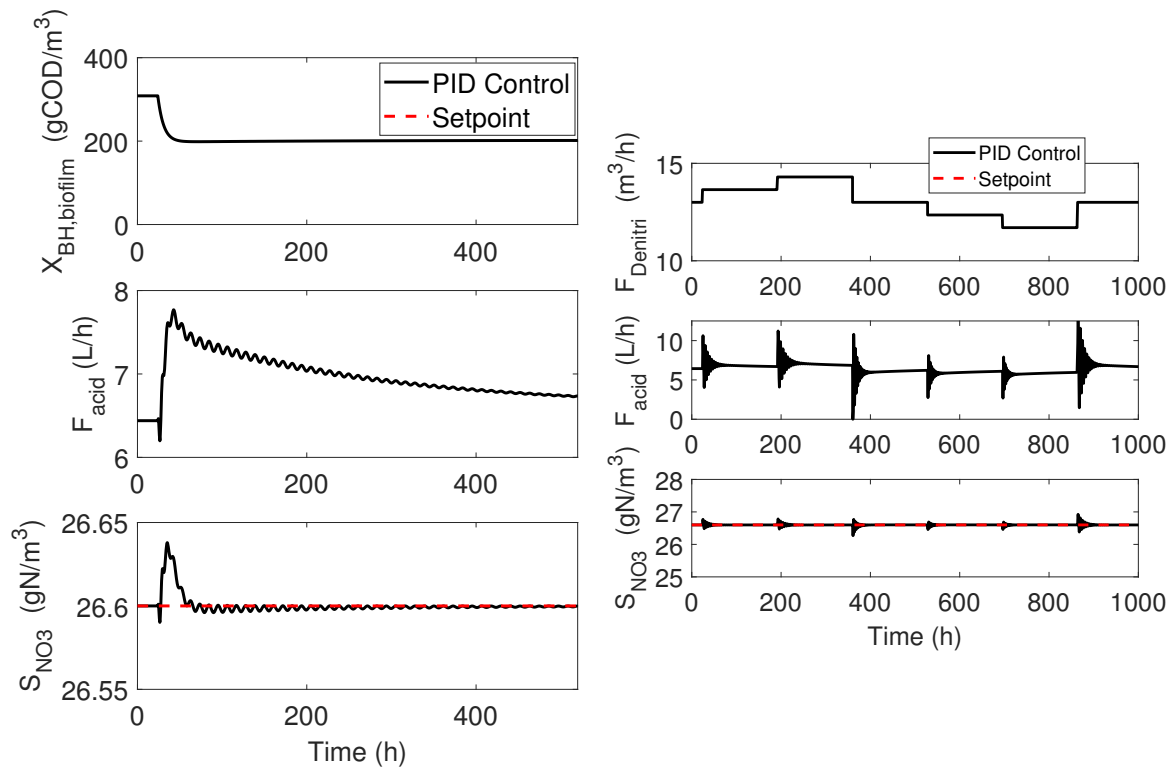 X_BH,biofilm (gCOD/m^3)
400
200
0
PID Control
Setpoint
0 200 400
F_acid (L/h)
8
7
6
0 200 400
S_NO3 (gN/m^3)
26.65
26.6
26.55
0 200 400
Time (h)
F_Denitri (m^3/h)
15
10
PID Control
Setpoint
0 200 400 600 800 1000
F_acid (L/h)
10
5
0
0 200 400 600 800 1000
S_NO3 (gN/m^3)
28
27
26
25
0 200 400 600 800 1000
Time (h)